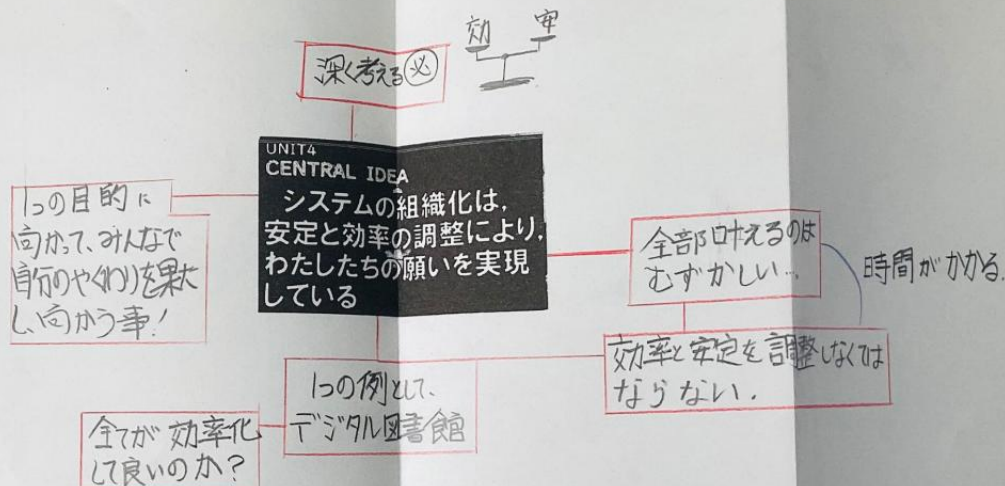 効 安
深く考える必
UNIT4
CENTRAL IDEA
システムの組織化は,
安定と効率の調整により,
わたしたちの願いを実現
している
1つの目的に
向かって、みんなで
自分のやくわりを果た
し、向かう事!
全部叶えるのは
むずかしい…
時間がかかる.
効率と安定を調整しなくては
ならない.
1つの例として、
デジタル図書館
全てが効率化
して良いのか?